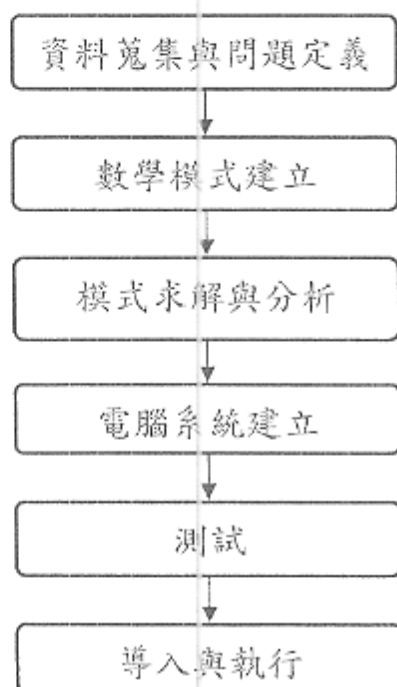 資料蒐集與問題定義
數學模式建立
模式求解與分析
電腦系統建立
測試
導入與執行